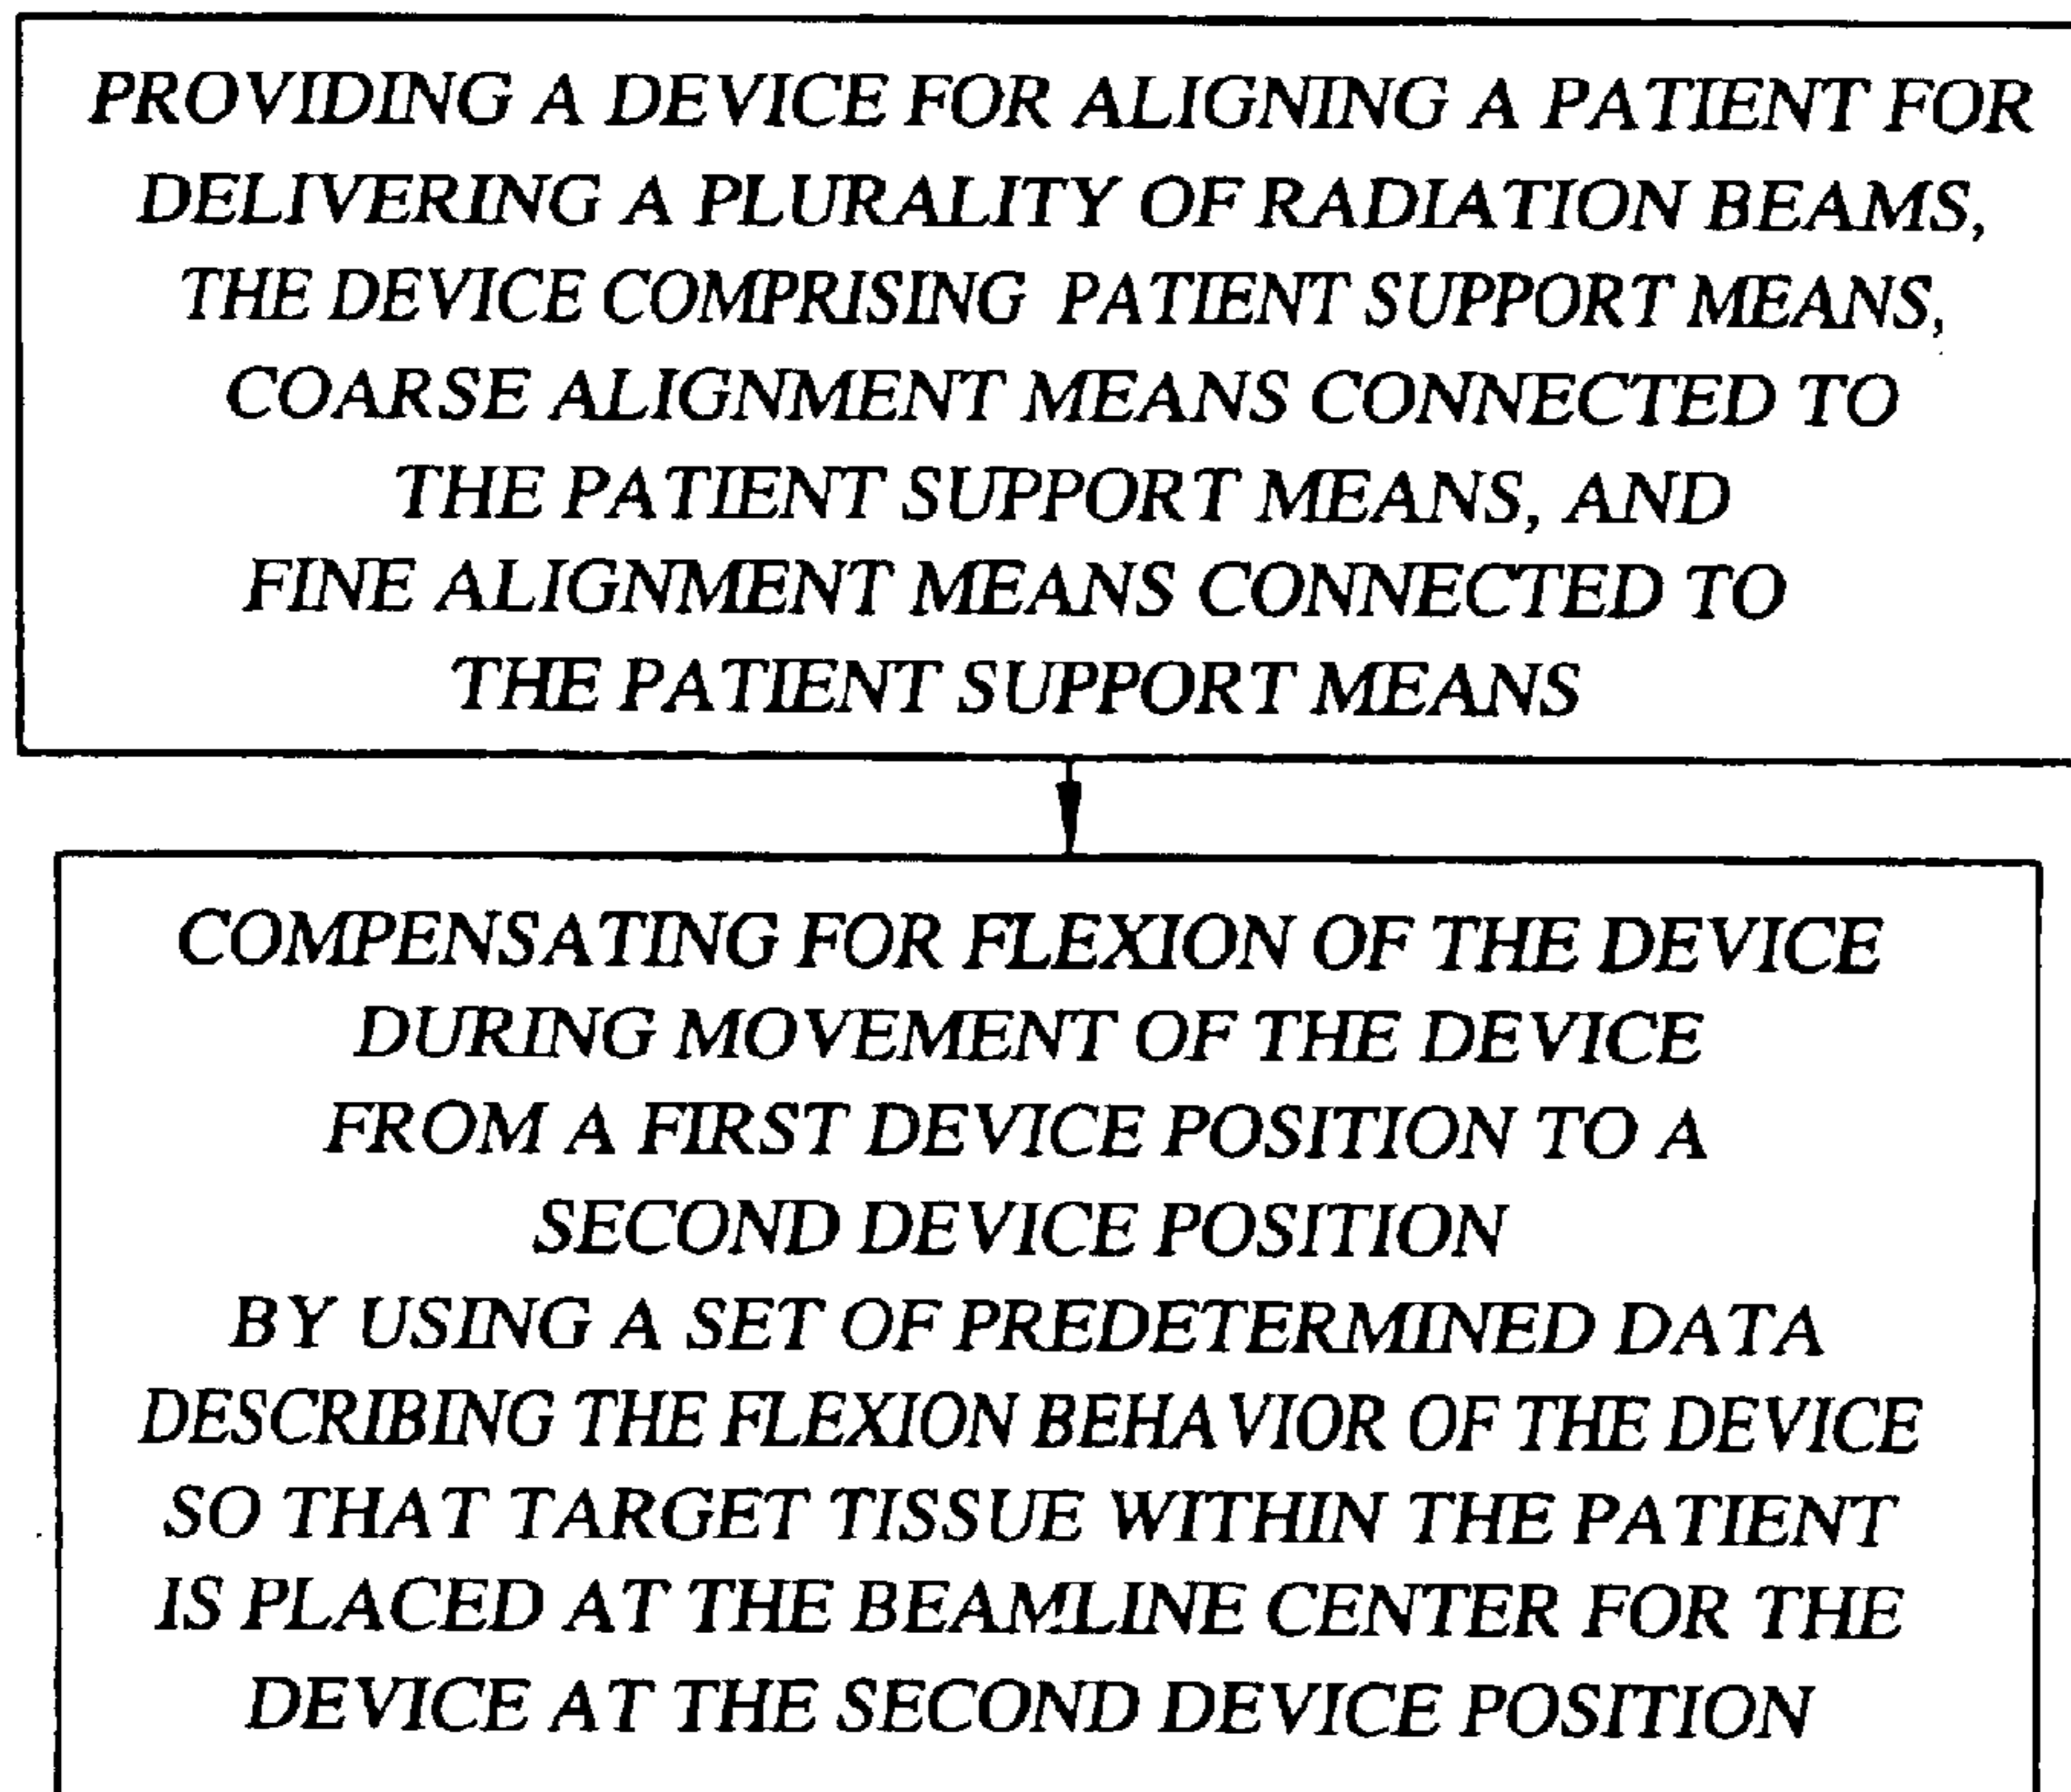 PROVIDING A DEVICE FOR ALIGNING A PATIENT FOR
DELIVERING A PLURALITY OF RADIATION BEAMS,
THE DEVICE COMPRISING PATIENT SUPPORT MEANS,
COARSE ALIGNMENT MEANS CONNECTED TO
THE PATIENT SUPPORT MEANS, AND
FINE ALIGNMENT MEANS CONNECTED TO
THE PATIENT SUPPORT MEANS
COMPENSATING FOR FLEXION OF THE DEVICE
DURING MOVEMENT OF THE DEVICE
FROM A FIRST DEVICE POSITION TO A
SECOND DEVICE POSITION
BY USING A SET OF PREDETERMINED DATA
DESCRIBING THE FLEXION BEHAVIOR OF THE DEVICE
SO THAT TARGET TISSUE WITHIN THE PATIENT
IS PLACED AT THE BEAMLINE CENTER FOR THE
DEVICE AT THE SECOND DEVICE POSITION